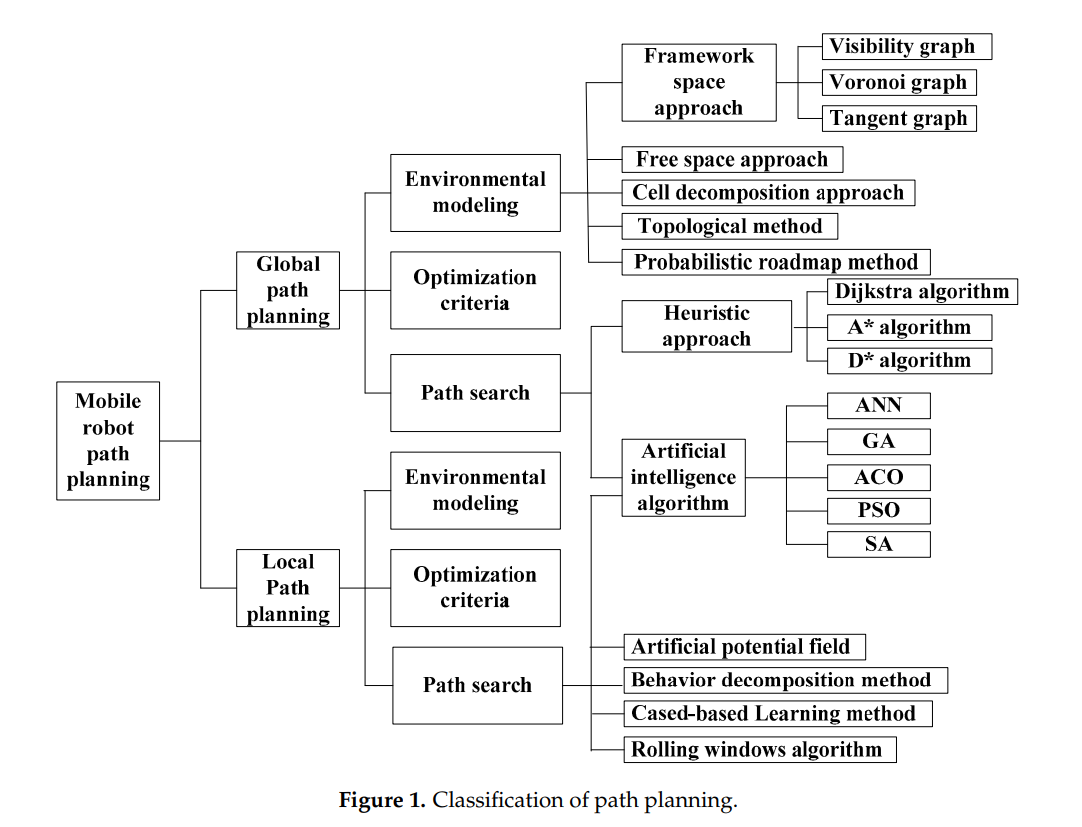 Mobile
robot
path
planning
Global
path
planning
Local
Path
planning
Environmental
modeling
Optimization
criteria
Path search
Environmental
modeling
Optimization
criteria
Path search
Framework
space
approach
Free space approach
Cell decomposition approach
Topological method
Probabilistic roadmap method
Heuristic
approach
Artificial
intelligence
algorithm
Artificial potential field
Behavior decomposition method
Cased-based Learning method
Rolling windows algorithm
Visibility graph
Voronoi graph
Tangent graph
Dijkstra algorithm
A* algorithm
D* algorithm
ANN
GA
ACO
PSO
SA
Figure 1. Classification of path planning.